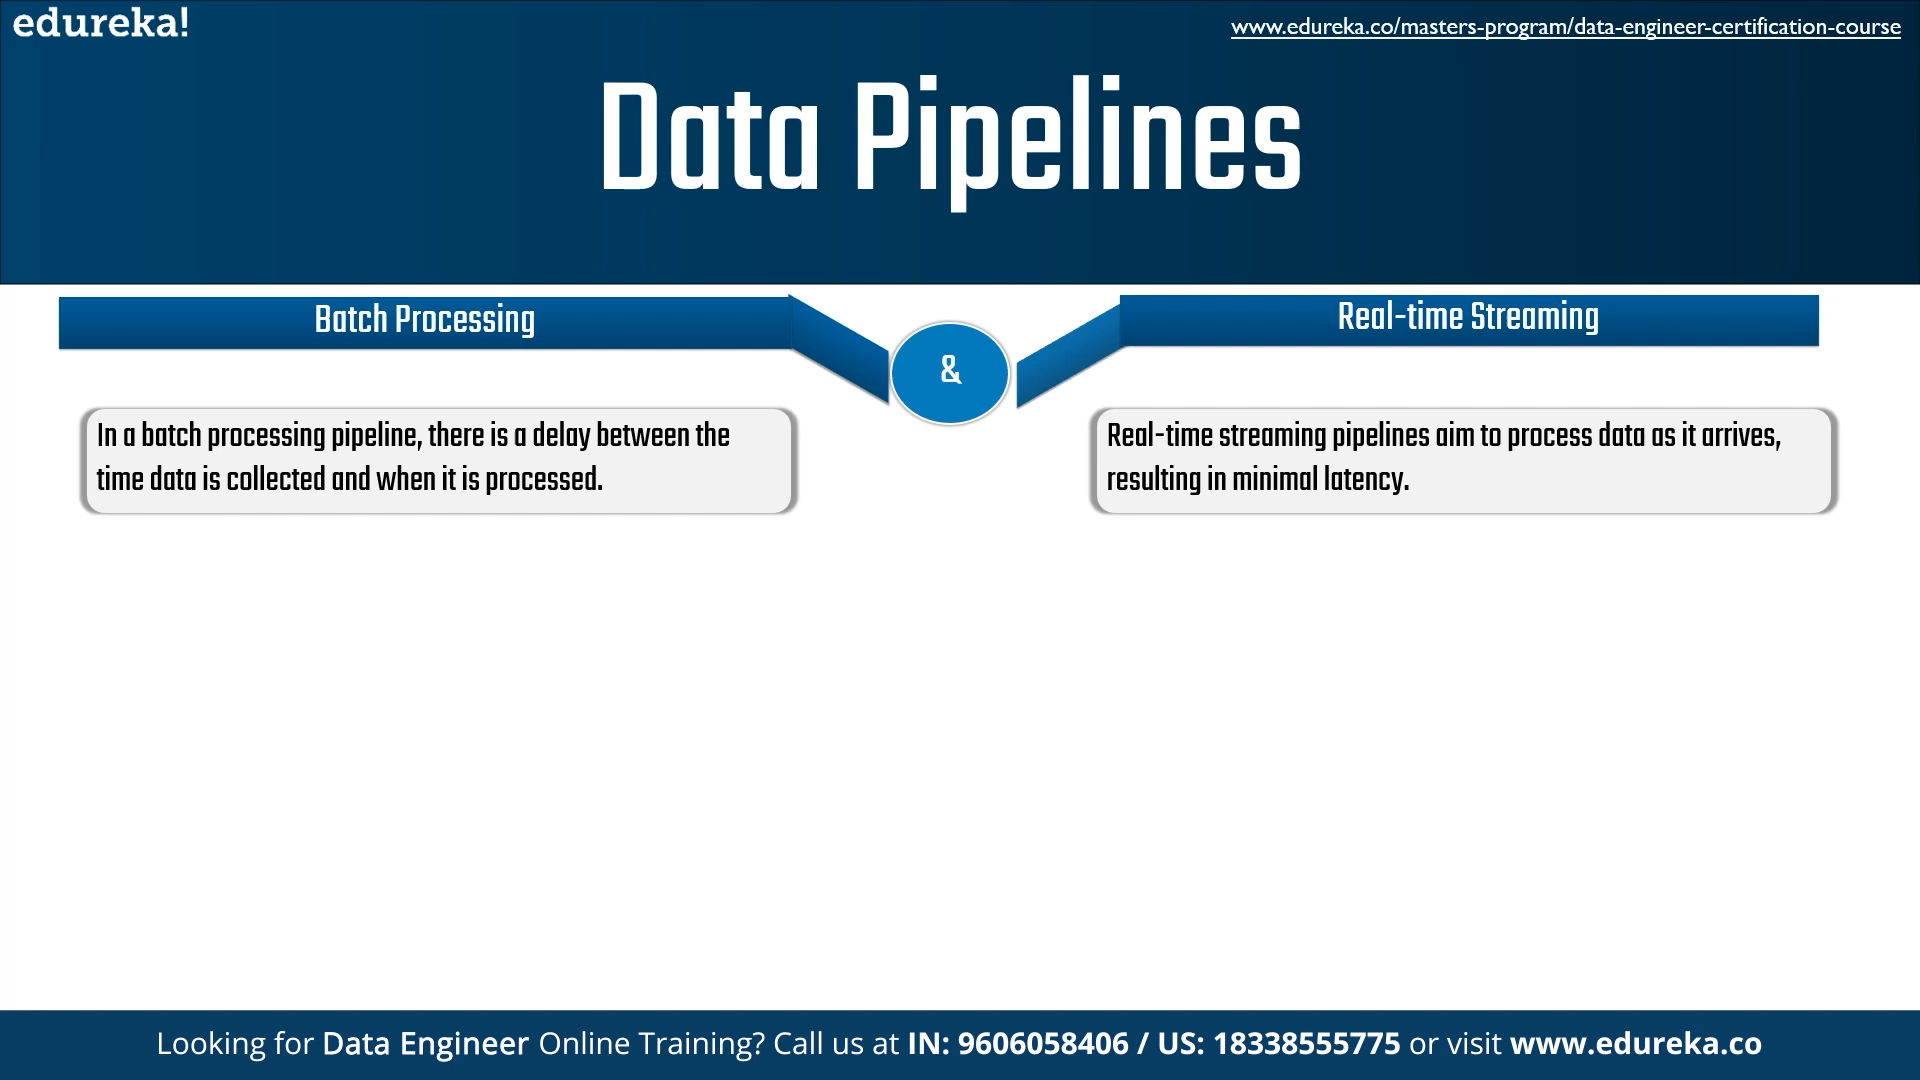 edureka!
www.edureka.co/masters-program/data-engineer-certification-course
Data Pipelines
Batch Processing
&
Real-time Streaming
In a batch processing pipeline, there is a delay between the
time data is collected and when it is processed.
Real-time streaming pipelines aim to process data as it arrives,
resulting in minimal latency.
Looking for Data Engineer Online Training? Call us at IN: 9606058406 / US: 18338555775 or visit www.edureka.co